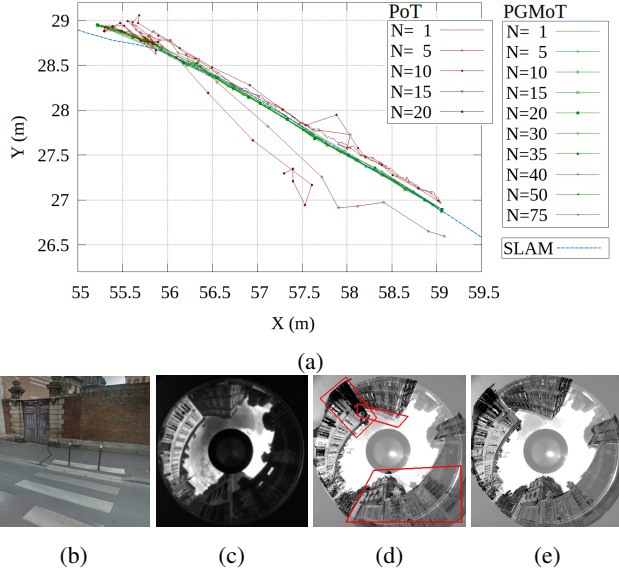 29
28.5
28
27.5
27
26.5
Y (m)
55
55.5
56
56.5
57
57.5
58
58.5
59
59.5
X (m)
PoT
N= 1
N= 5
N=10
N=15
N=20
PGMoT
N= 1
N= 5
N=10
N=15
N=20
N=30
N=35
N=40
N=50
N=75
SLAM
(a)
(b)
(c)
(d)
(e)